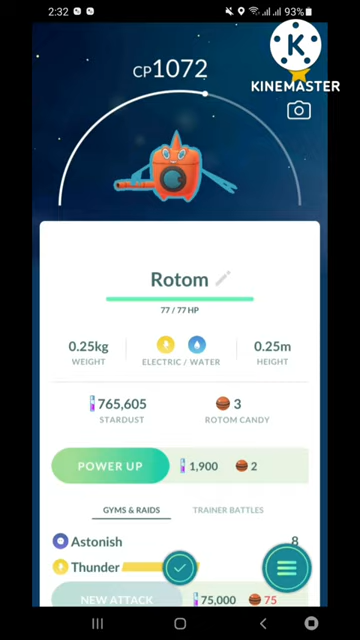 2:32
93%
K
KINEMASTER
CP1072
Rotom
77 / 77 HP
0.25kg
WEIGHT
ELECTRIC / WATER
0.25m
HEIGHT
765,605
STARDUST
3
ROTOM CANDY
POWER UP
1,900
2
GYMS & RAIDS
TRAINER BATTLES
Astonish
8
Thunder
NEW ATTACK
75,000
75